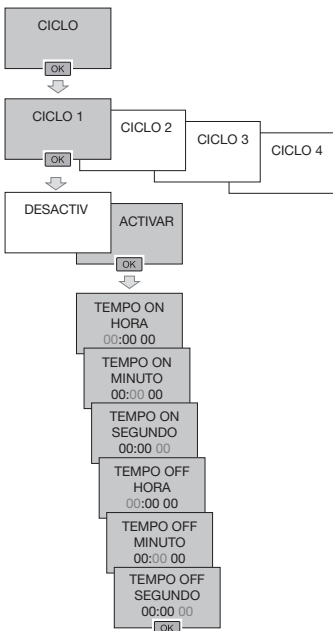 CICLO
OK
CICLO 1
CICLO 2
CICLO 3
CICLO 4
OK
DESACTIV
ACTIVAR
OK
TEMPO ON
HORA
00:00 00
TEMPO ON
MINUTO
00:00 00
TEMPO ON
SEGUNDO
00:00 00
TEMPO OFF
HORA
00:00 00
TEMPO OFF
MINUTO
00:00 00
TEMPO OFF
SEGUNDO
00:00 00
OK